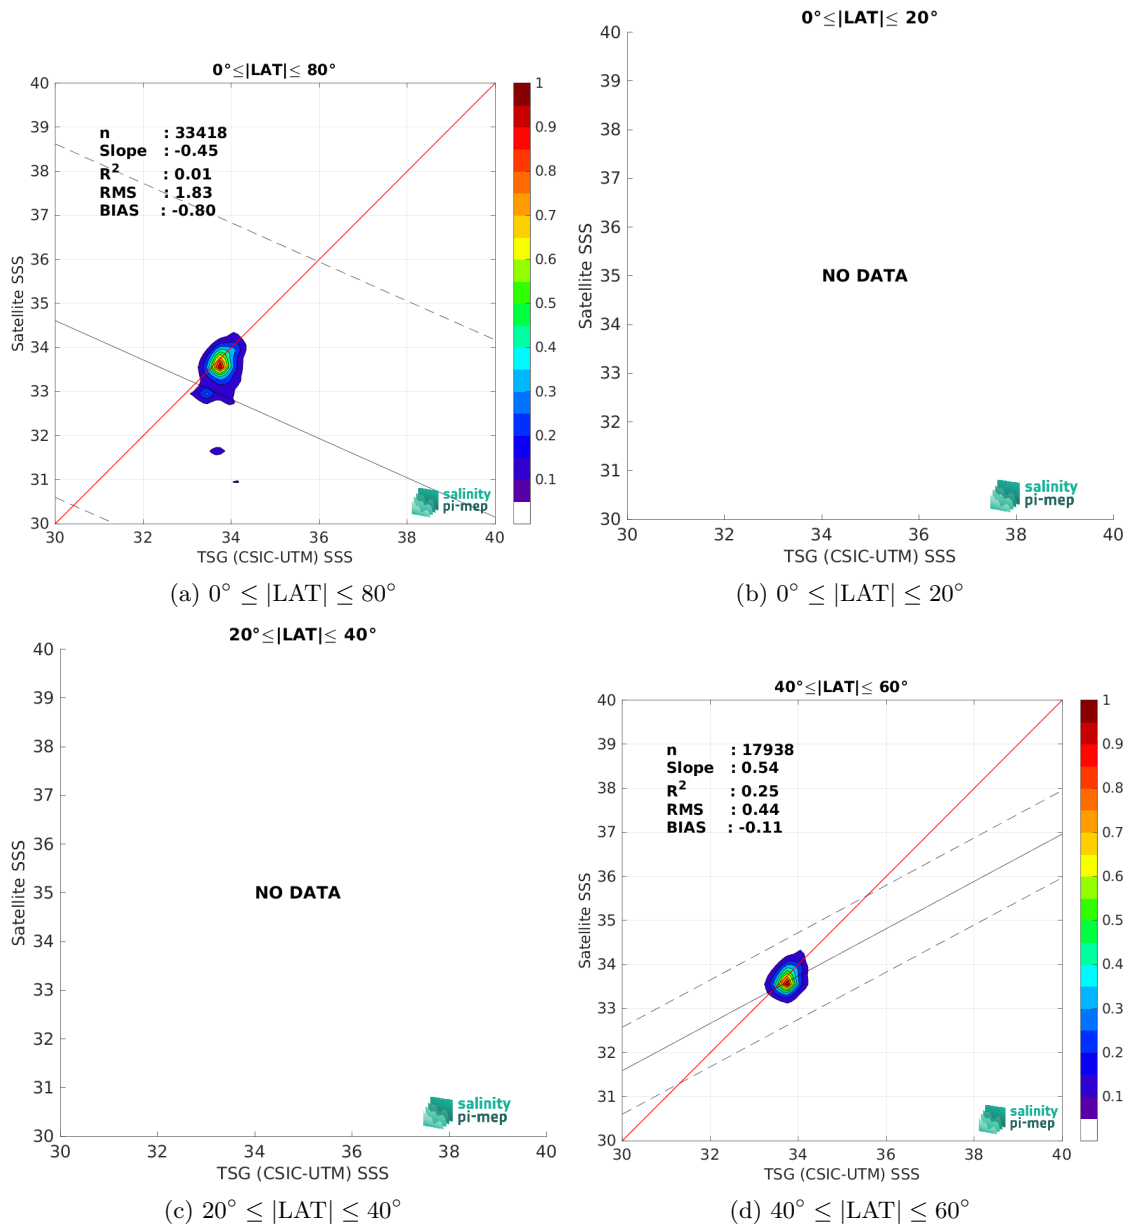 0°≤|LAT|≤ 80°
40
39
38
37
36
35
34
33
32
31
30
Satellite SSS
n : 33418
Slope : -0.45
R² : 0.01
RMS : 1.83
BIAS : -0.80
1
0.9
0.8
0.7
0.6
0.5
0.4
0.3
0.2
0.1
salinity
pi-mep
30 32 34 36 38 40
TSG (CSIC-UTM) SSS
(a) 0° ≤ |LAT| ≤ 80°
0°≤|LAT|≤ 20°
40
39
38
37
36
35
34
33
32
31
30
Satellite SSS
NO DATA
salinity
pi-mep
30 32 34 36 38 40
TSG (CSIC-UTM) SSS
(b) 0° ≤ |LAT| ≤ 20°
20°≤|LAT|≤ 40°
40
39
38
37
36
35
34
33
32
31
30
Satellite SSS
NO DATA
salinity
pi-mep
30 32 34 36 38 40
TSG (CSIC-UTM) SSS
(c) 20° ≤ |LAT| ≤ 40°
40°≤|LAT|≤ 60°
40
39
38
37
36
35
34
33
32
31
30
Satellite SSS
n : 17938
Slope : 0.54
R² : 0.25
RMS : 0.44
BIAS : -0.11
1
0.9
0.8
0.7
0.6
0.5
0.4
0.3
0.2
0.1
salinity
pi-mep
30 32 34 36 38 40
TSG (CSIC-UTM) SSS
(d) 40° ≤ |LAT| ≤ 60°